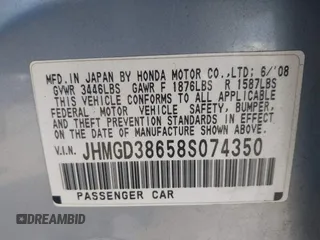 MFD. IN JAPAN BY HONDA MOTOR CO.,LTD: 6/'08
GVWR 3446LBS GAWR F 1876LBS R 1587LBS
THIS VEHICLE CONFORMS TO ALL APPLICABLE
FEDERAL MOTOR VEHICLE SAFETY, BUMPER,
AND THEFT PREVENTION STANDARDS IN EFFECT
ON THE DATE OF MANUFACTURE SHOWN ABOVE.
V.I.N. JHMGD38658S074350
PASSENGER CAR
DREAMBID